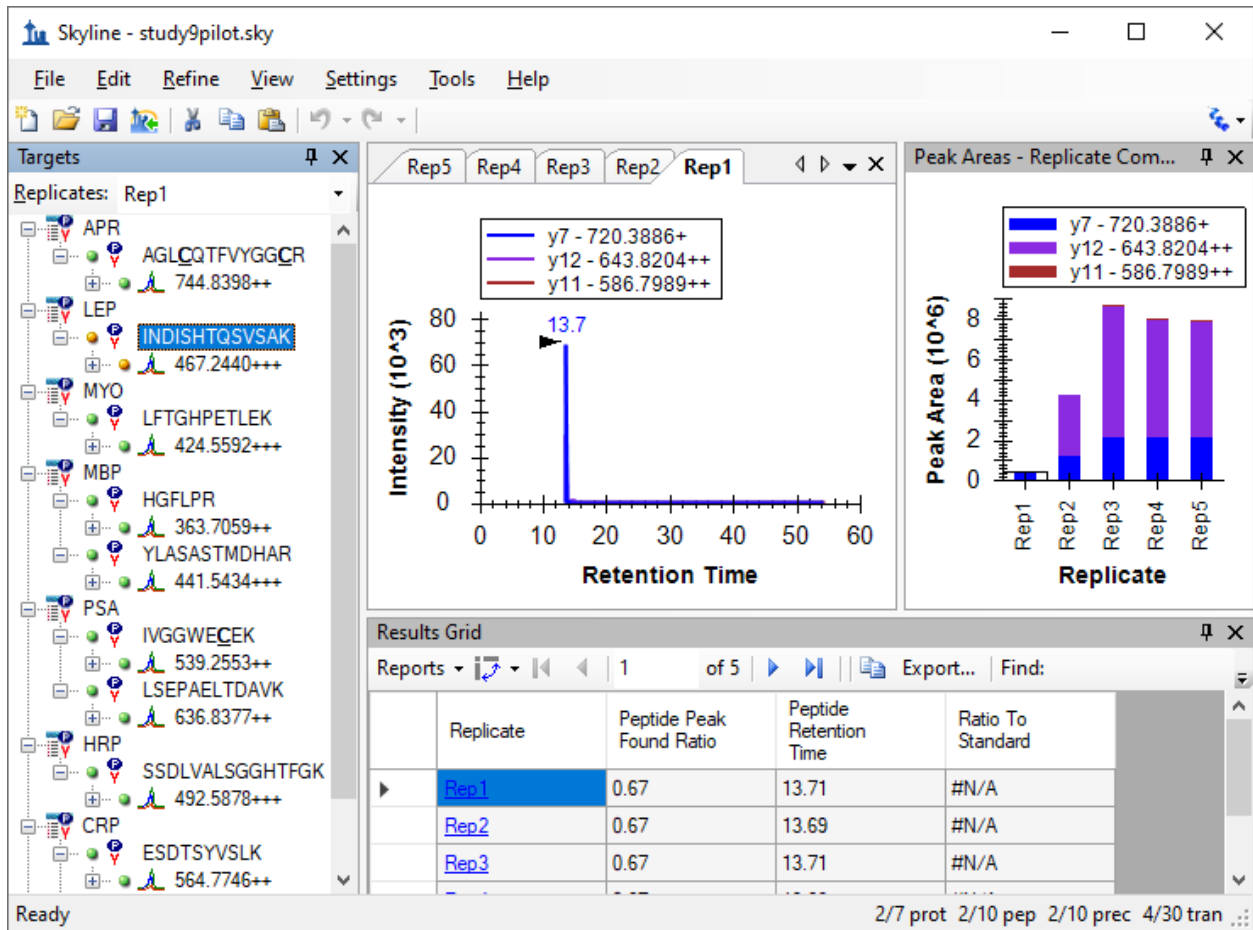 Skyline - study9pilot.sky
File Edit Refine View Settings Tools Help
Targets
Replicates: Rep1
APR
AGLCQTFVYGGCR
744.8398++
LEP
INDISHTQSVSAK
467.2440+++
MYO
LFTGHPETLEK
424.5592+++
MBP
HGFLPR
363.7059++
YLASASTMDHAR
441.5434+++
PSA
IVGGWECEK
539.2553++
LSEPAELTDAVK
636.8377++
HRP
SSDLVALSGGHTFGK
492.5878+++
CRP
ESDTSYVSLK
564.7746++
Rep5 Rep4 Rep3 Rep2 Rep1
y7 - 720.3886+
y12 - 643.8204++
y11 - 586.7989++
13.7
80
60
40
20
0
Intensity (10^3)
0 10 20 30 40 50 60
Retention Time
Peak Areas - Replicate Com...
y7 - 720.3886+
y12 - 643.8204++
y11 - 586.7989++
8
6
4
2
0
Peak Area (10^6)
Rep1 Rep2 Rep3 Rep4 Rep5
Replicate
Results Grid
Reports 1 of 5 Export... Find:
Replicate Peptide Peak Found Ratio Peptide Retention Time Ratio To Standard
Rep1 0.67 13.71 #N/A
Rep2 0.67 13.69 #N/A
Rep3 0.67 13.71 #N/A
Ready 2/7 prot 2/10 pep 2/10 prec 4/30 tran